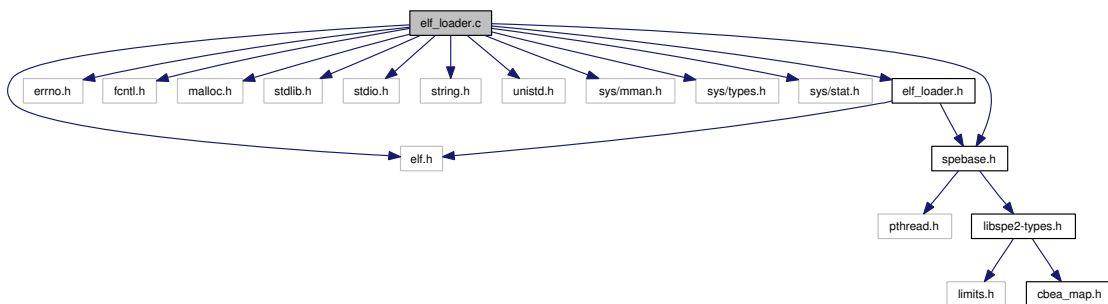 elf_loader.c
errno.h
fcntl.h
malloc.h
stdlib.h
stdio.h
string.h
unistd.h
sys/mman.h
sys/types.h
sys/stat.h
elf_loader.h
elf.h
spebase.h
pthread.h
libspe2-types.h
limits.h
cbea_map.h